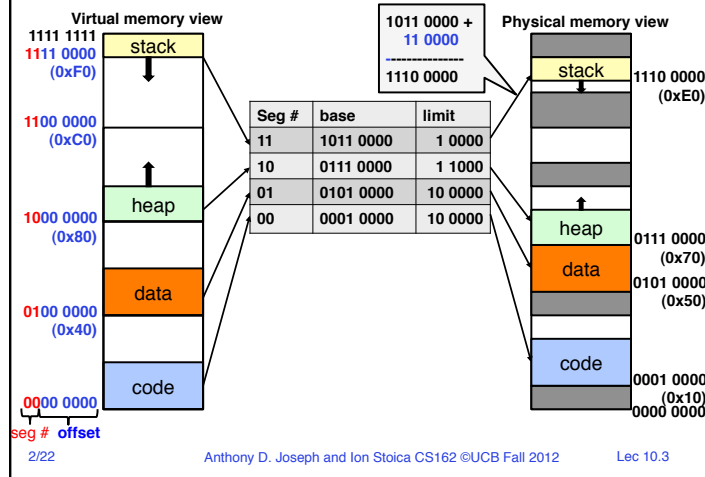 Virtual memory view
1111 1111
1111 0000
(0xF0)
stack
1100 0000
(0xC0)
heap
1000 0000
(0x80)
data
0100 0000
(0x40)
code
0000 0000
seg # offset
1011 0000 +
11 0000
------------------
1110 0000
Seg # base limit
11 1011 0000 1 0000
10 0111 0000 1 1000
01 0101 0000 10 0000
00 0001 0000 10 0000
Physical memory view
stack
1110 0000
(0xE0)
heap
0111 0000
(0x70)
data
0101 0000
(0x50)
code
0001 0000
(0x10)
0000 0000
2/22 Anthony D. Joseph and Ion Stoica CS162 ©UCB Fall 2012 Lec 10.3